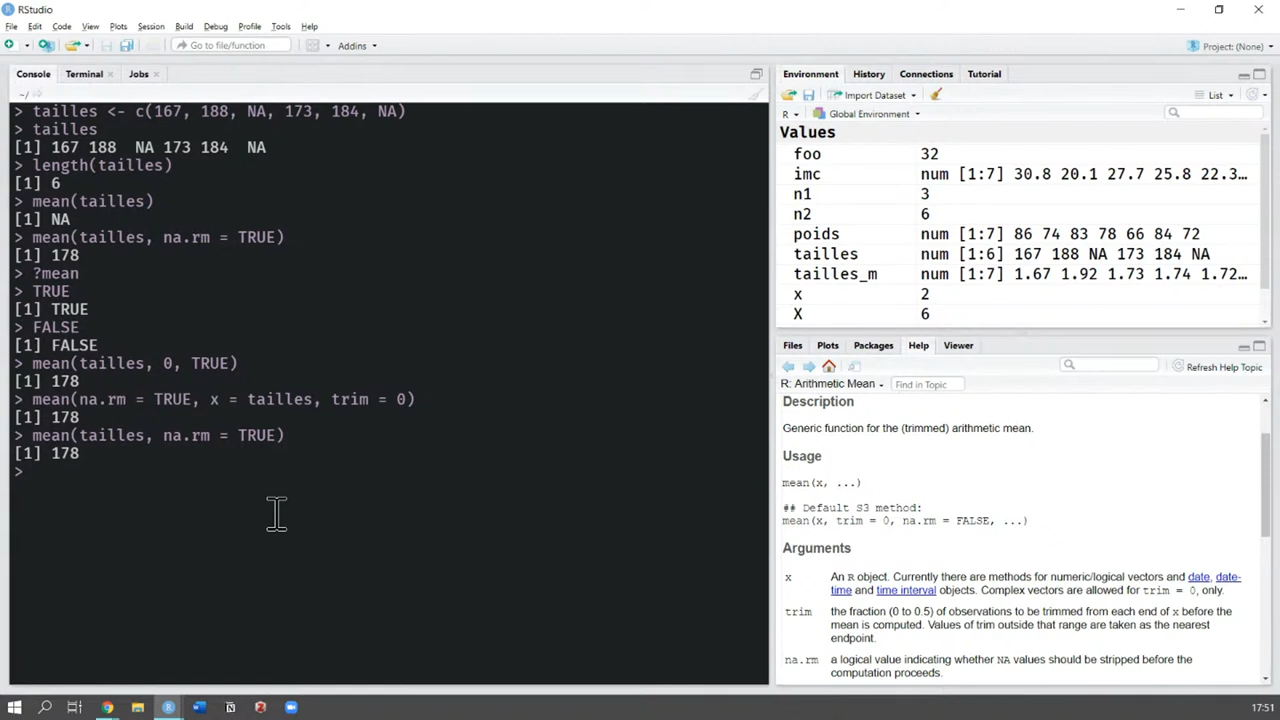 RStudio
File Edit Code View Plots Session Build Debug Profile Tools Help
Go to file/function
Addins
Project: (None)
Console Terminal Jobs
~/
> tailles <- c(167, 188, NA, 173, 184, NA)
> tailles
[1] 167 188  NA 173 184  NA
> length(tailles)
[1] 6
> mean(tailles)
[1] NA
> mean(tailles, na.rm = TRUE)
[1] 178
> ?mean
> TRUE
[1] TRUE
> FALSE
[1] FALSE
> mean(tailles, 0, TRUE)
[1] 178
> mean(na.rm = TRUE, x = tailles, trim = 0)
[1] 178
> mean(tailles, na.rm = TRUE)
[1] 178
>
Environment History Connections Tutorial
Import Dataset
List
R Global Environment
Values
foo 32
imc num [1:7] 30.8 20.1 27.7 25.8 22.3…
n1 3
n2 6
poids num [1:7] 86 74 83 78 66 84 72
tailles num [1:6] 167 188 NA 173 184 NA
tailles_m num [1:7] 1.67 1.92 1.73 1.74 1.72…
x 2
X 6
Files Plots Packages Help Viewer
Refresh Help Topic
R: Arithmetic Mean Find in Topic
Description
Generic function for the (trimmed) arithmetic mean.
Usage
mean(x, ...)
## Default S3 method:
mean(x, trim = 0, na.rm = FALSE, ...)
Arguments
x An R object. Currently there are methods for numeric/logical vectors and date, date-
time and time interval objects. Complex vectors are allowed for trim = 0, only.
trim the fraction (0 to 0.5) of observations to be trimmed from each end of x before the
mean is computed. Values of trim outside that range are taken as the nearest
endpoint.
na.rm a logical value indicating whether NA values should be stripped before the
computation proceeds.
17:51